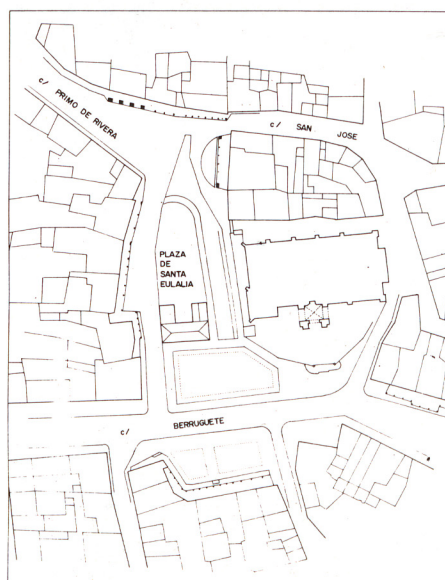 c/ PRIMO DE RIVERA
c/ SAN JOSE
PLAZA
DE
SANTA
EULALIA
c/ BERRUGUETE